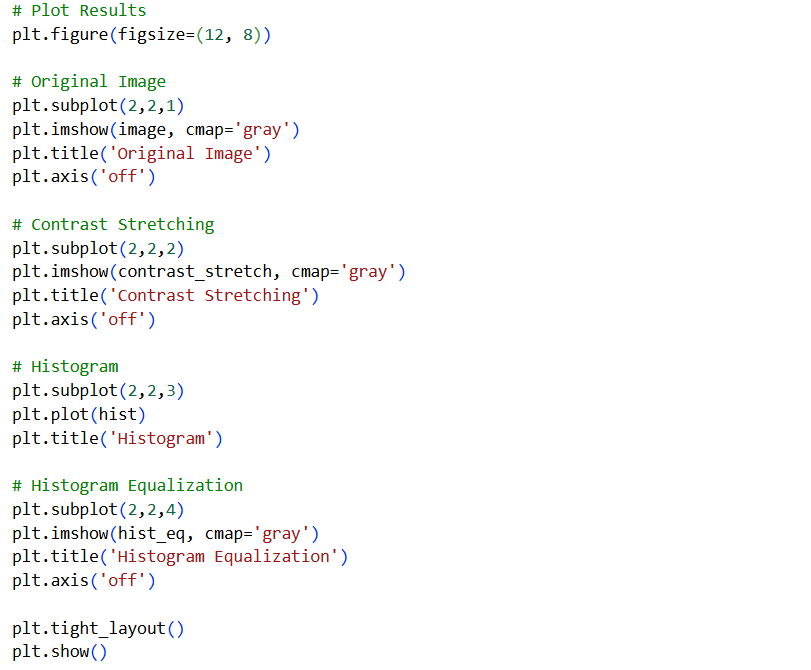 # Plot Results
plt.figure(figsize=(12, 8))
# Original Image
plt.subplot(2,2,1)
plt.imshow(image, cmap='gray')
plt.title('Original Image')
plt.axis('off')
# Contrast Stretching
plt.subplot(2,2,2)
plt.imshow(contrast_stretch, cmap='gray')
plt.title('Contrast Stretching')
plt.axis('off')
# Histogram
plt.subplot(2,2,3)
plt.plot(hist)
plt.title('Histogram')
# Histogram Equalization
plt.subplot(2,2,4)
plt.imshow(hist_eq, cmap='gray')
plt.title('Histogram Equalization')
plt.axis('off')
plt.tight_layout()
plt.show()